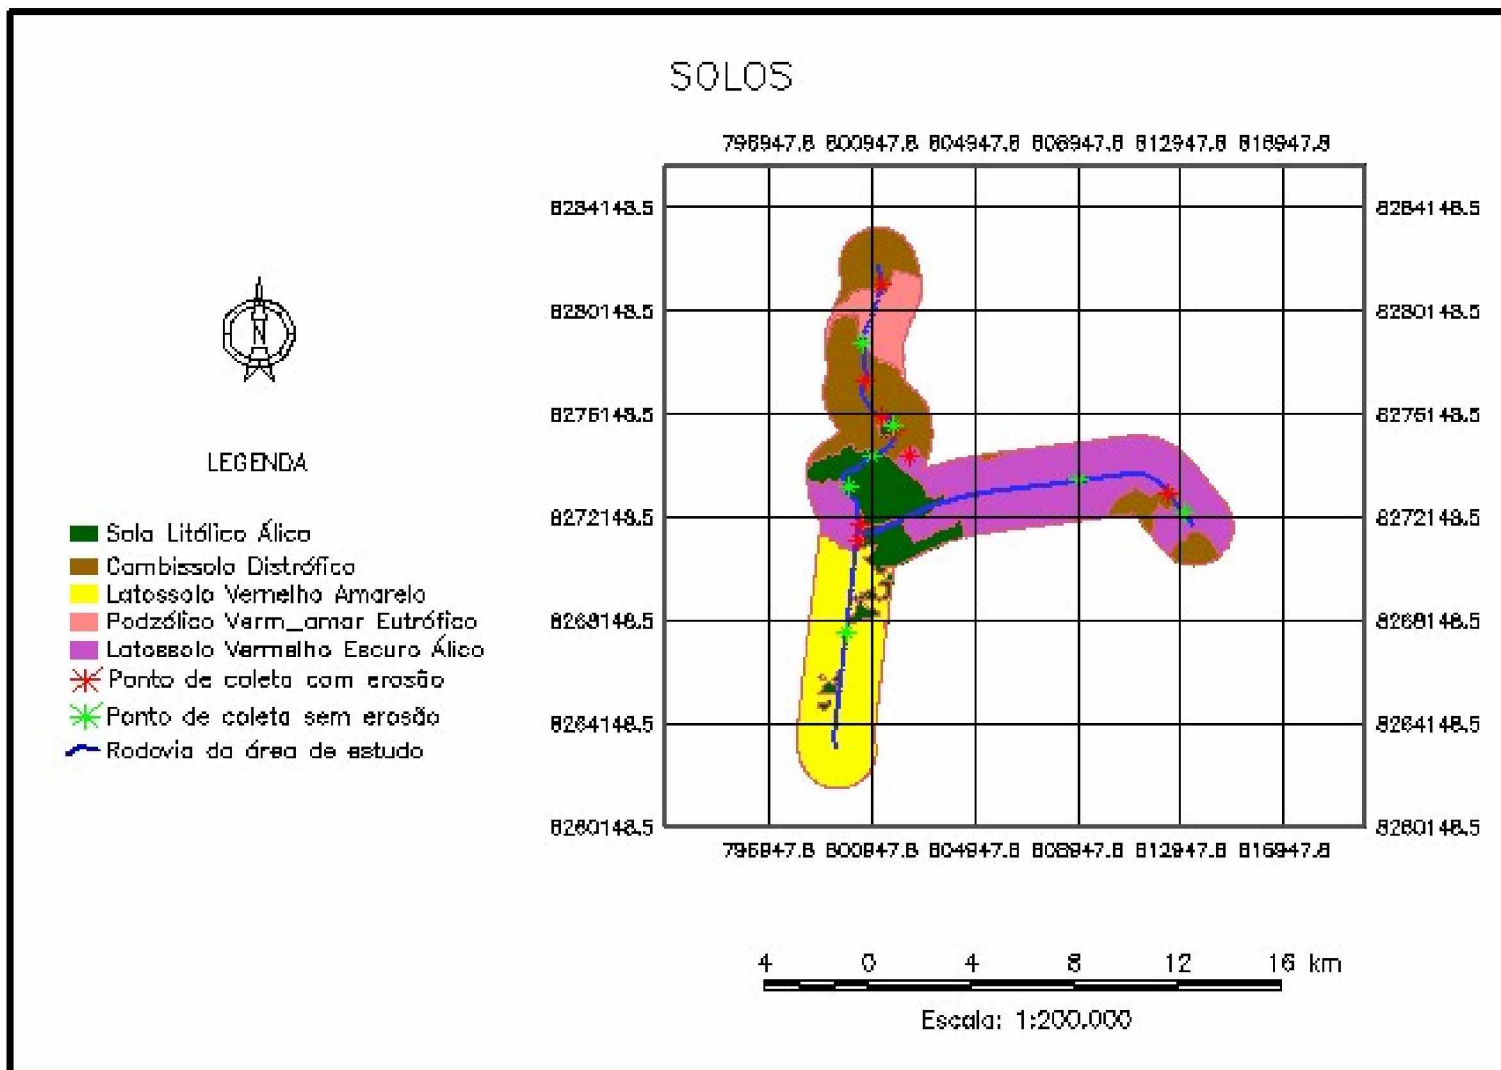 SOLOS
796947.8 800947.8 804947.8 808947.8 812947.8 816947.8
8284148.5 8284148.5
8280148.5 8280148.5
N
8276148.5 8276148.5
LEGENDA
8272148.5 8272148.5
Solo Litólico Álico
Cambissolo Distrófico
Latossolo Vermelho Amarelo
Podzólico Verm_amar Eutrófico
8268148.5 8268148.5
Latossolo Vermelho Escuro Álico
Ponto de coleta com erosão
Ponto de coleta sem erosão
8264148.5 8264148.5
Rodovia da área de estudo
8260148.5 8260148.5
796947.8 800947.8 804947.8 808947.8 812947.8 816947.8
4 0 4 8 12 16 km
Escala: 1:200.000